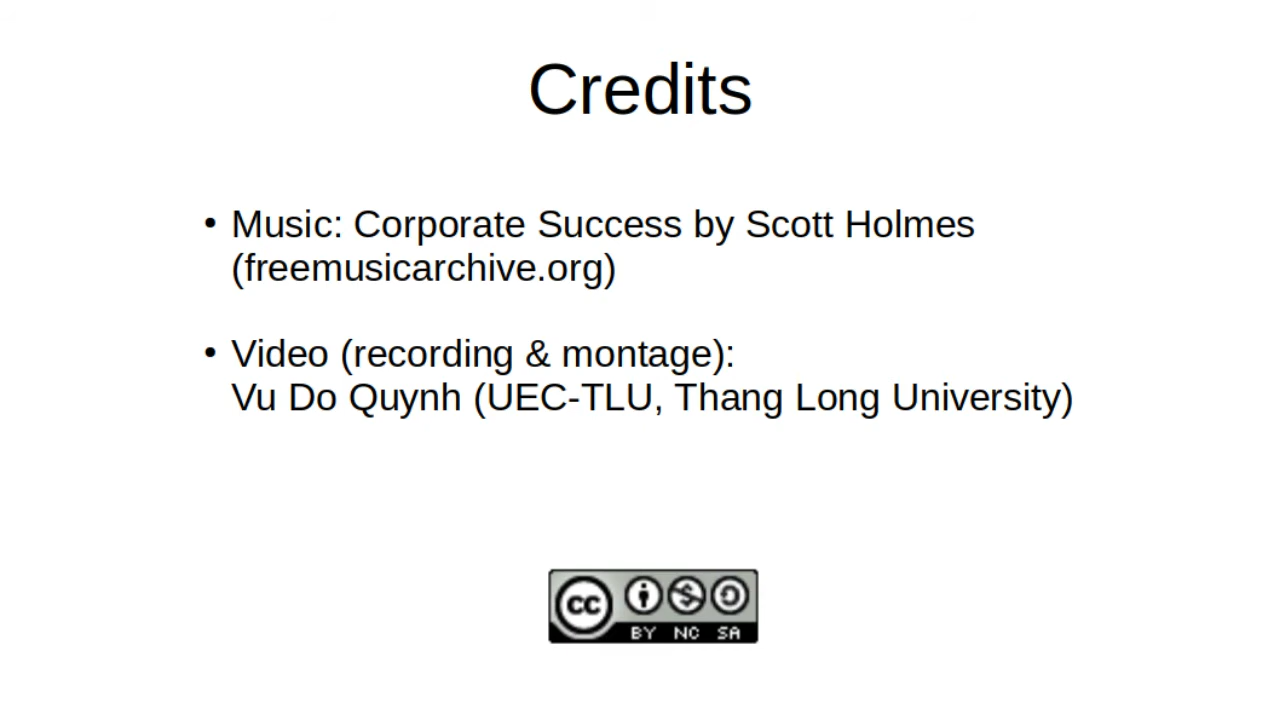 Credits
• Music: Corporate Success by Scott Holmes
(freemusicarchive.org)
• Video (recording & montage):
Vu Do Quynh (UEC-TLU, Thang Long University)
cc
BY NC SA